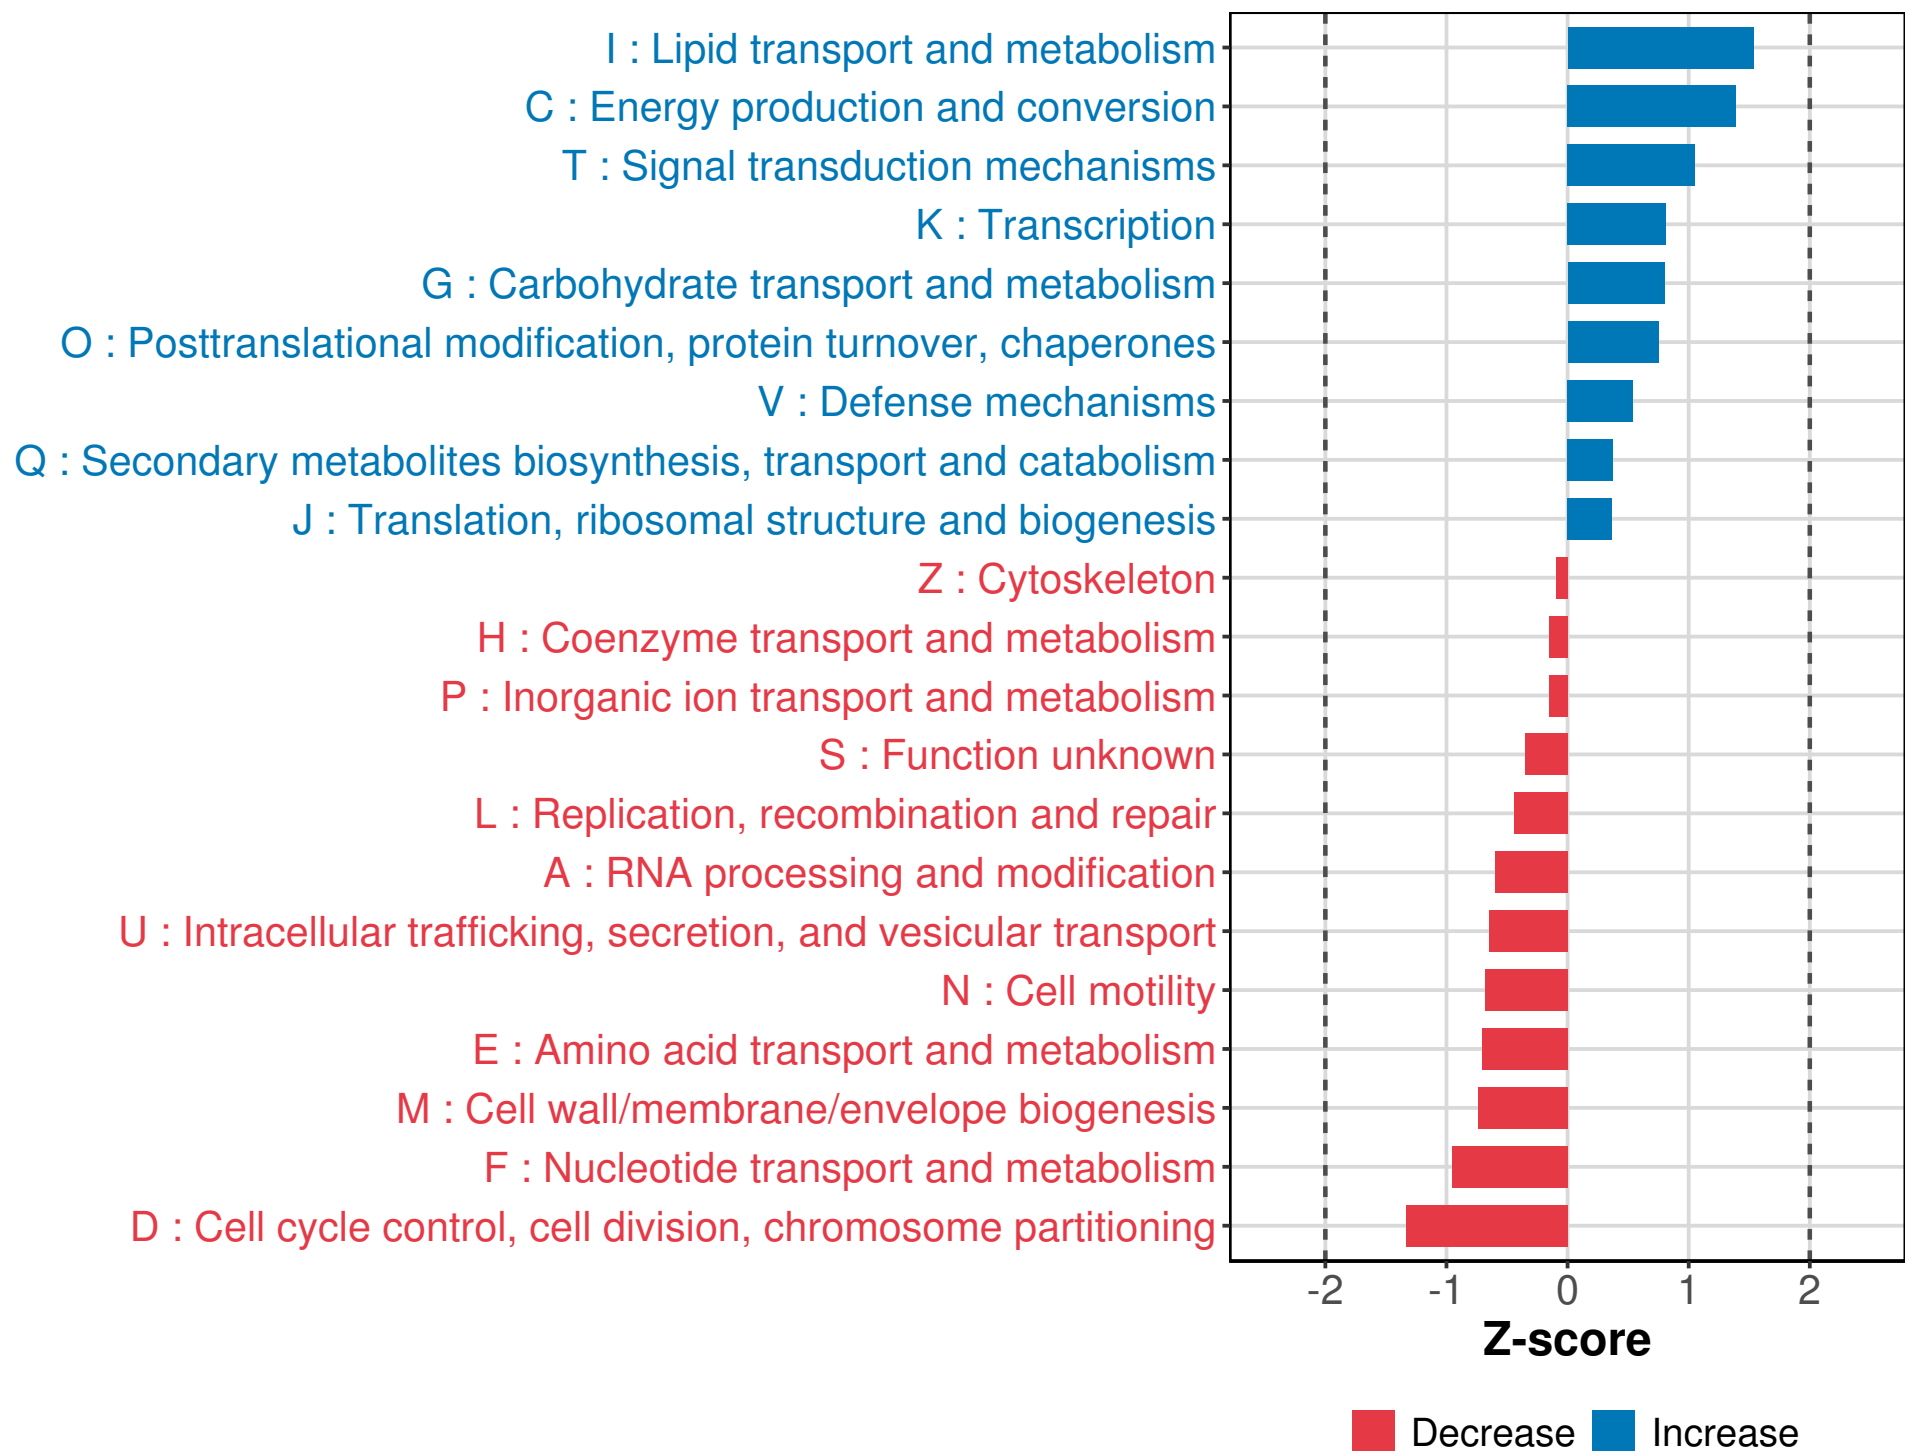 I : Lipid transport and metabolism
C : Energy production and conversion
T : Signal transduction mechanisms
K : Transcription
G : Carbohydrate transport and metabolism
O : Posttranslational modification, protein turnover, chaperones
V : Defense mechanisms
Q : Secondary metabolites biosynthesis, transport and catabolism
J : Translation, ribosomal structure and biogenesis
Z : Cytoskeleton
H : Coenzyme transport and metabolism
P : Inorganic ion transport and metabolism
S : Function unknown
L : Replication, recombination and repair
A : RNA processing and modification
U : Intracellular trafficking, secretion, and vesicular transport
N : Cell motility
E : Amino acid transport and metabolism
M : Cell wall/membrane/envelope biogenesis
F : Nucleotide transport and metabolism
D : Cell cycle control, cell division, chromosome partitioning
-2 -1 0 1 2
Z-score
Decrease Increase